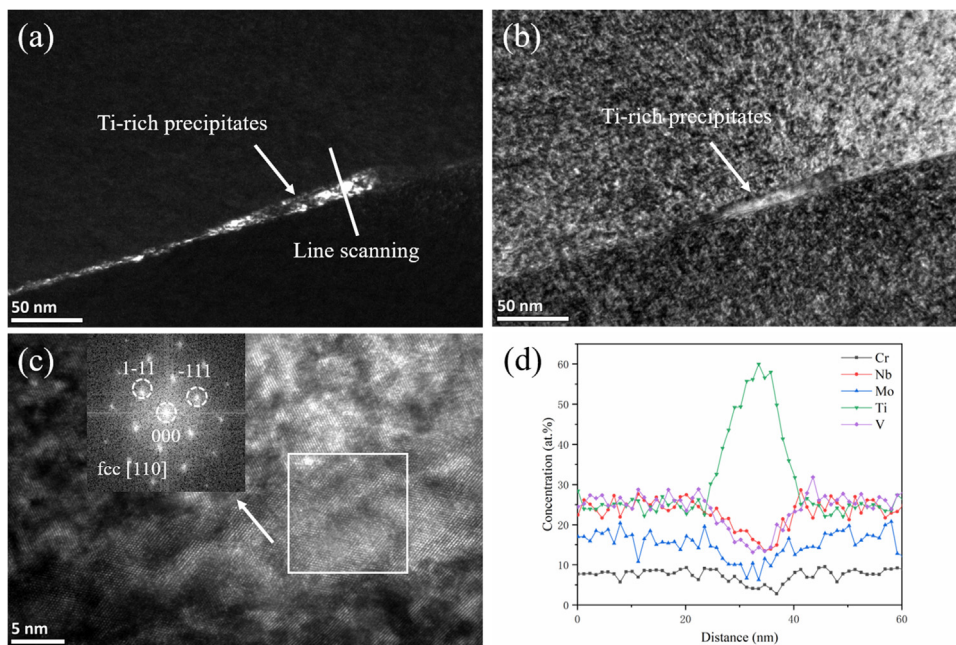 (a)
Ti-rich precipitates
Line scanning
50 nm
(b)
Ti-rich precipitates
50 nm
(c)
1-11
-111
000
fcc [110]
5 nm
(d)
Cr
Nb
Mo
Ti
V
60
50
40
30
20
10
0
Concentration (at.%)
0 20 40 60
Distance (nm)